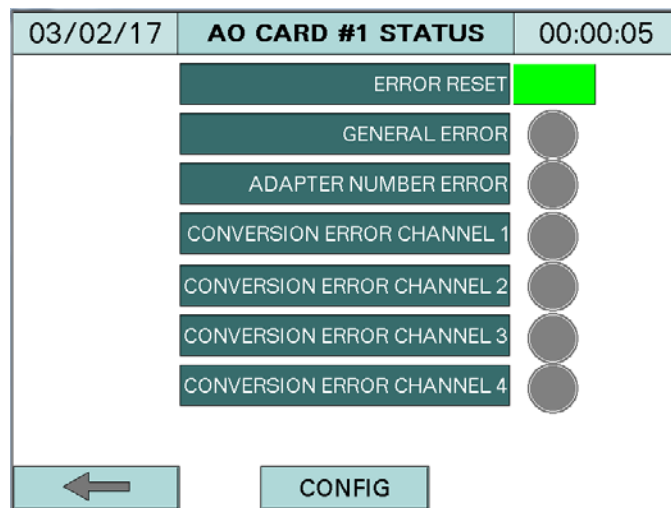 03/02/17 AO CARD #1 STATUS 00:00:05
ERROR RESET
GENERAL ERROR
ADAPTER NUMBER ERROR
CONVERSION ERROR CHANNEL 1
CONVERSION ERROR CHANNEL 2
CONVERSION ERROR CHANNEL 3
CONVERSION ERROR CHANNEL 4
CONFIG